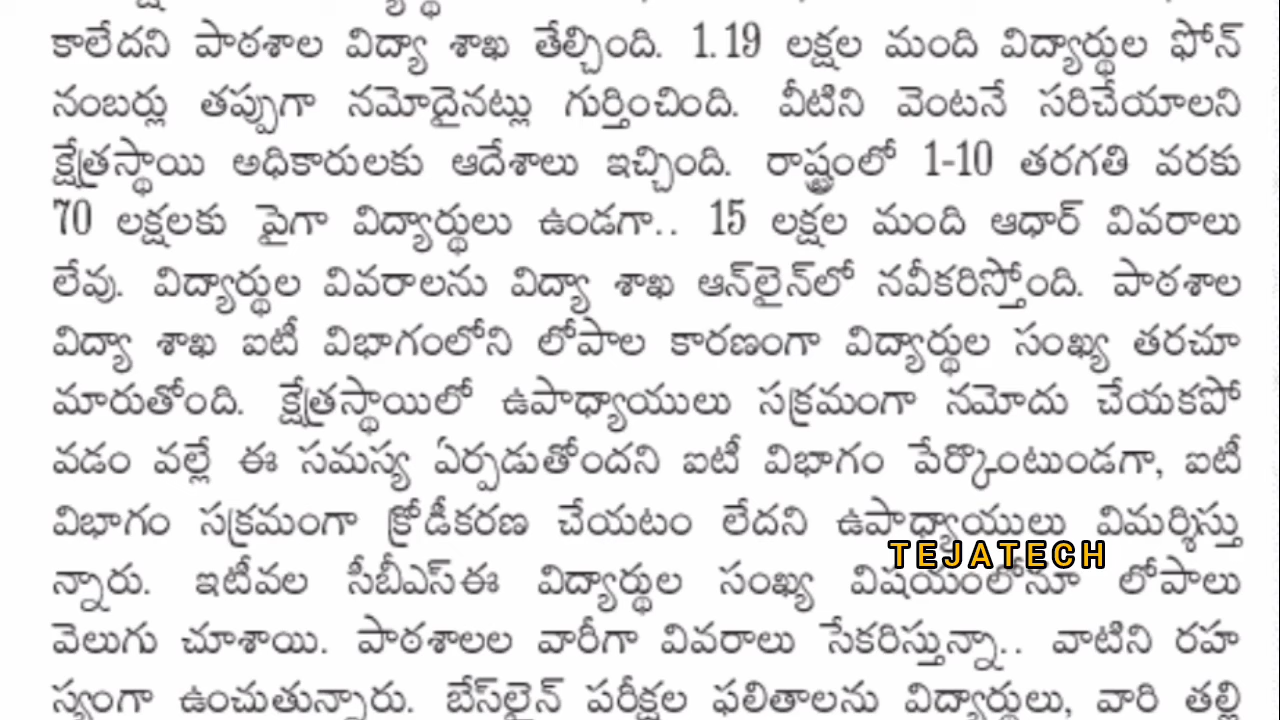 కాలేదని పాఠశాల విద్యా శాఖ తేల్చింది. 1.19 లక్షల మంది విద్యార్థుల ఫోన్
నంబర్లు తప్పుగా నమోదైనట్లు గుర్తించింది. వీటిని వెంటనే సరిచేయాలని
క్షేత్రస్థాయి అధికారులకు ఆదేశాలు ఇచ్చింది. రాష్ట్రంలో 1-10 తరగతి వరకు
70 లక్షలకు పైగా విద్యార్థులు ఉండగా.. 15 లక్షల మంది ఆధార్ వివరాలు
లేవు. విద్యార్థుల వివరాలను విద్యా శాఖ ఆన్‌లైన్‌లో నవీకరిస్తోంది. పాఠశాల
విద్యా శాఖ ఐటీ విభాగంలోని లోపాల కారణంగా విద్యార్థుల సంఖ్య తరచూ
మారుతోంది. క్షేత్రస్థాయిలో ఉపాధ్యాయులు సక్రమంగా నమోదు చేయకపో
వడం వల్లే ఈ సమస్య ఏర్పడుతోందని ఐటీ విభాగం పేర్కొంటుండగా, ఐటీ
విభాగం సక్రమంగా క్రోడీకరణ చేయటం లేదని ఉపాధ్యాయులు విమర్శిస్తు
TEJATECH
న్నారు. ఇటీవల సీబీఎస్ఈ విద్యార్థుల సంఖ్య విషయంలోనూ లోపాలు
వెలుగు చూశాయి. పాఠశాలల వారీగా వివరాలు సేకరిస్తున్నా.. వాటిని రహ
స్యంగా ఉంచుతున్నారు. బేస్‌లైన్ పరీక్షల ఫలితాలను విద్యార్థులు, వారి తల్లి